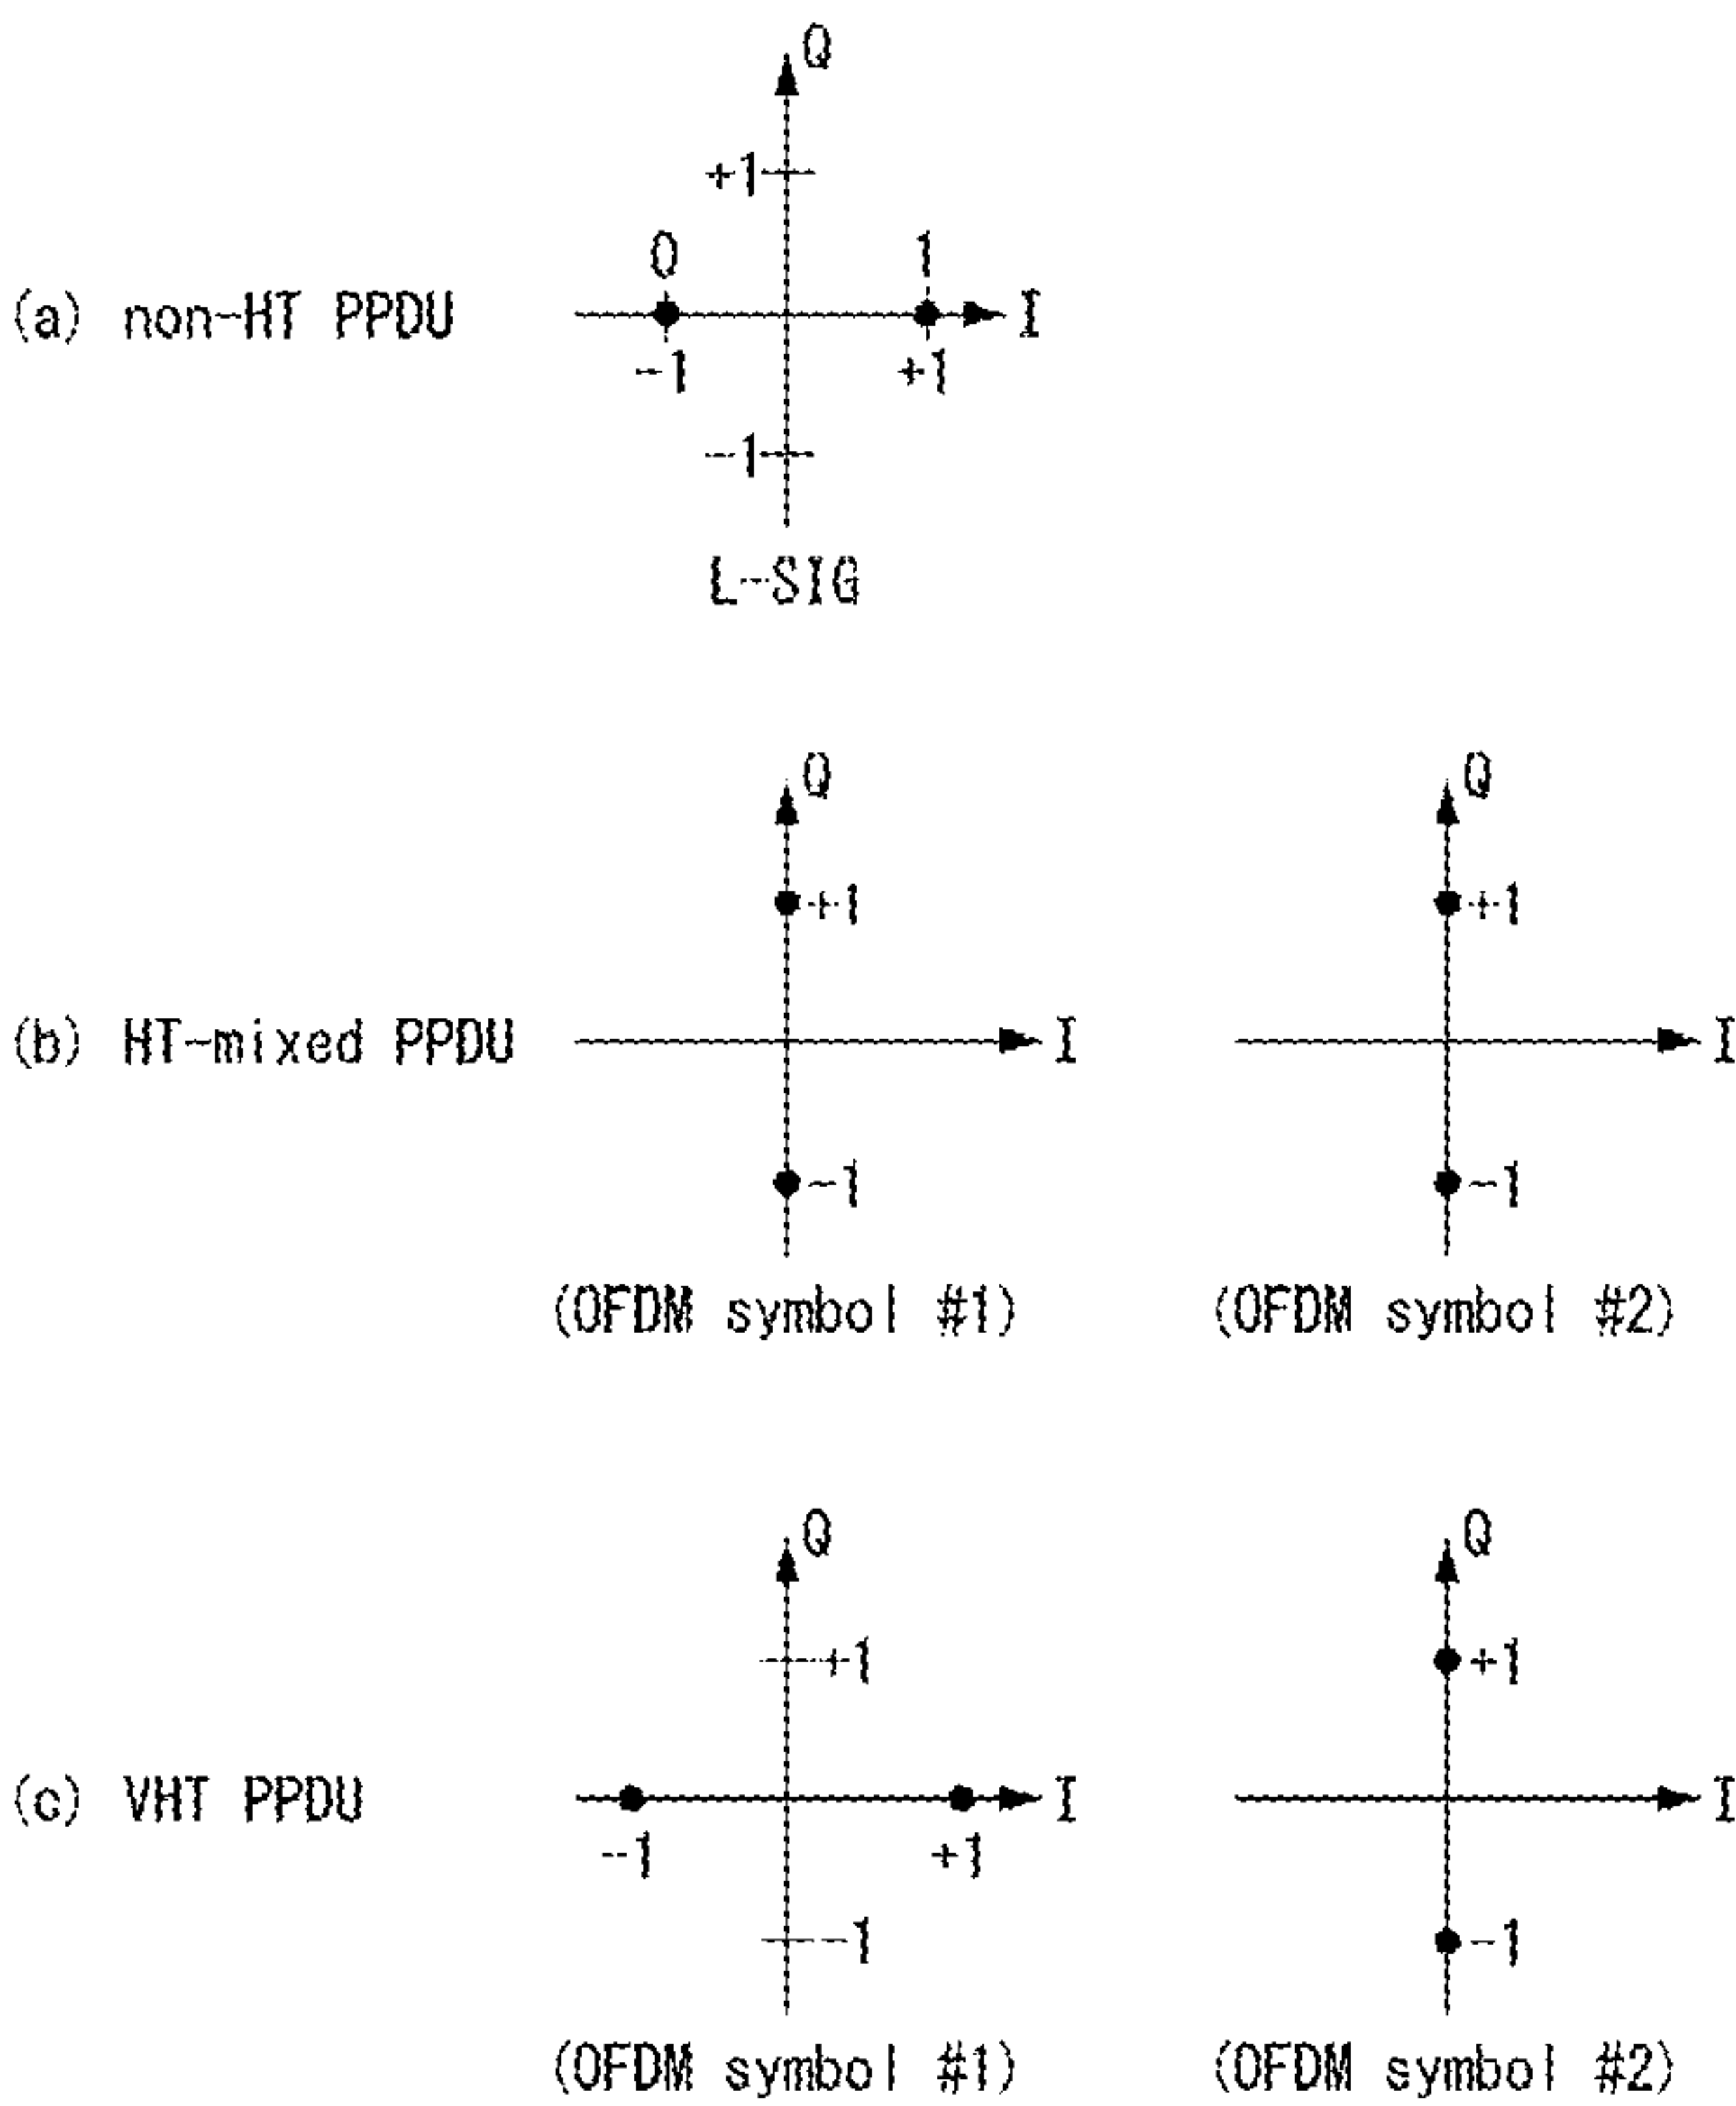 Q
+1
0 1
(a) non-HT PPDU I
-1 +1
-1
L-SIG
Q Q
+1 +1
(b) HT-mixed PPDU I I
-1 -1
(OFDM symbol #1) (OFDM symbol #2)
Q Q
+1 +1
(c) VHT PPDU I I
-1 +1
-1 -1
(OFDM symbol #1) (OFDM symbol #2)